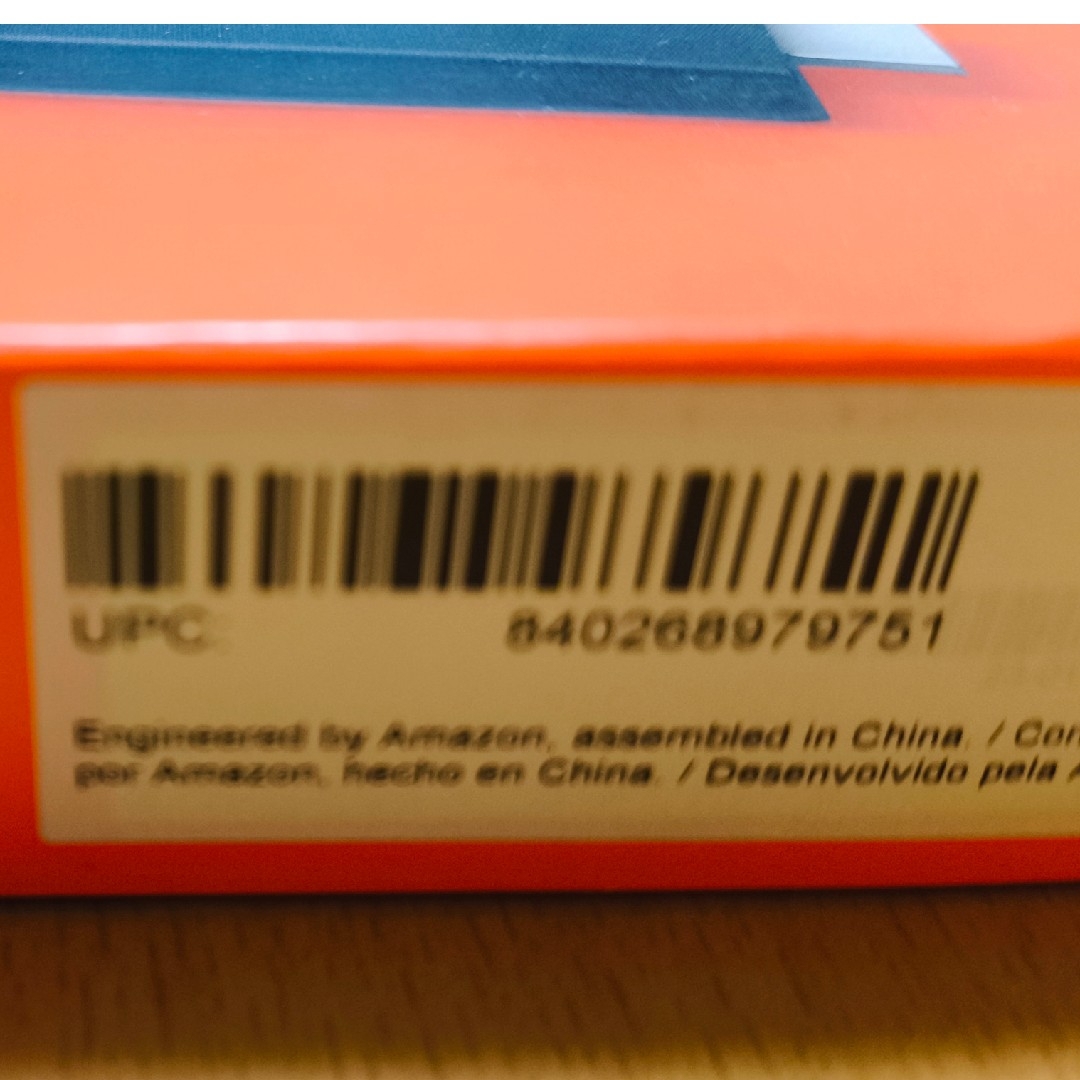 UPC: 840268979751
Engineered by Amazon, assembled in China. / Con
por Amazon, hecho en China. / Desenvolvido pela A